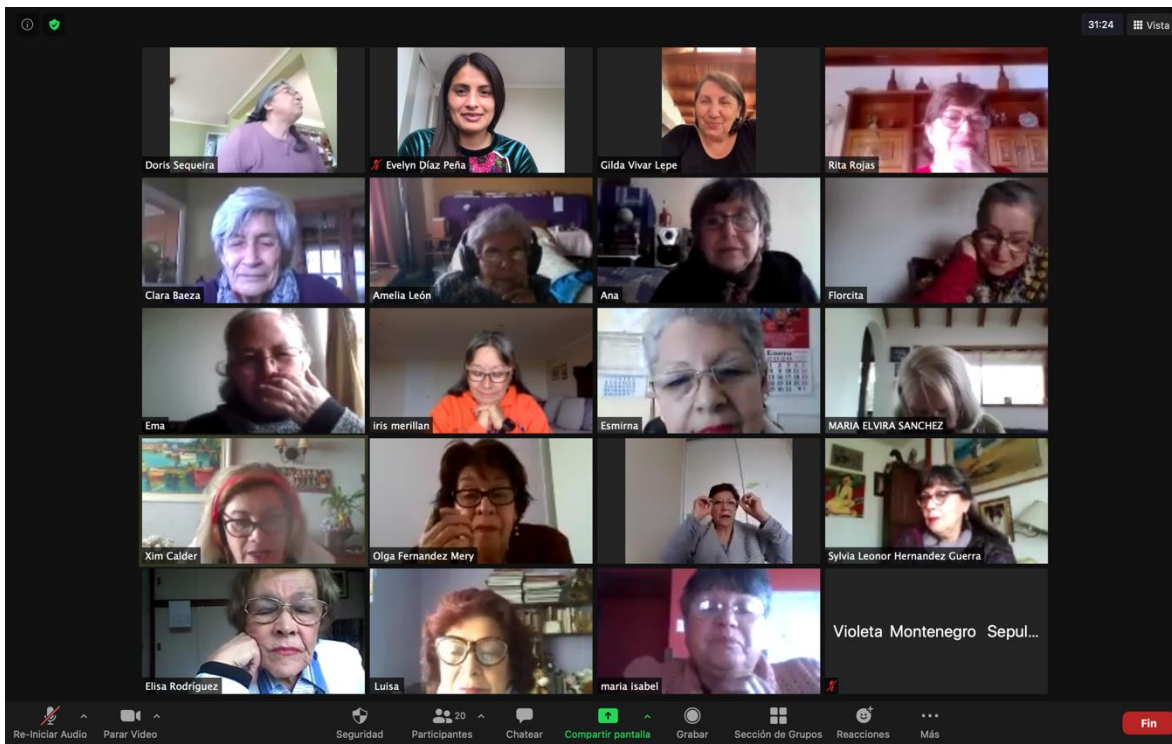 31:24
Vista
Doris Sequeira
Evelyn Díaz Peña
Gilda Vivar Lepe
Rita Rojas
Clara Baeza
Amelia León
Ana
Florcita
Enero
Ema
iris merillan
Esmirna
MARIA ELVIRA SANCHEZ
Xim Calder
Olga Fernandez Mery
Sylvia Leonor Hernandez Guerra
Violeta Montenegro Sepul...
Elisa Rodríguez
Luisa
maria isabel
Re-Iniciar Audio
Parar Video
Seguridad
Participantes
20
Chatear
Compartir pantalla
Grabar
Sección de Grupos
Reacciones
Más
Fin